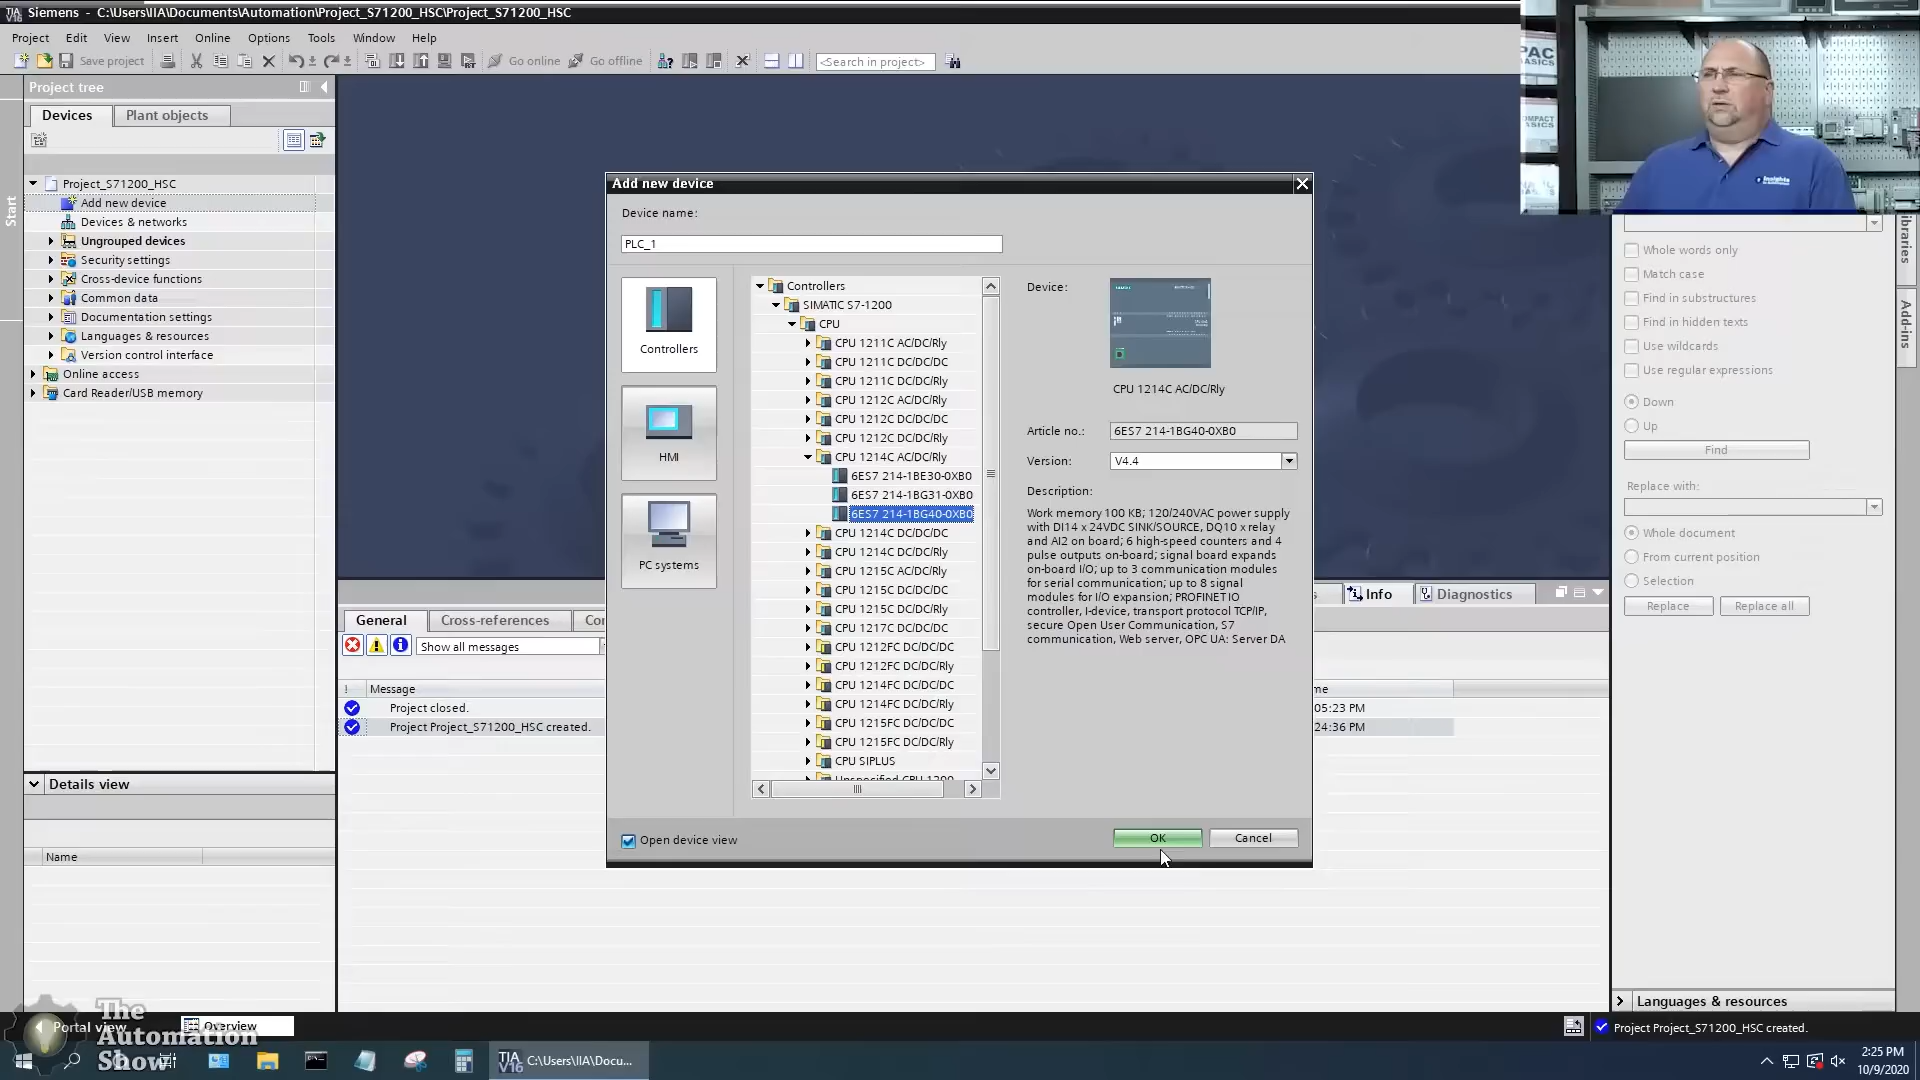 Siemens - C:\Users\IIA\Documents\Automation\Project_S71200_HSC\Project_S71200_HSC
TIA
V16
Project Edit View Insert Online Options Tools Window Help
Save project
Go online
Go offline
<Search in project>
Project tree
Devices
Plant objects
Start
Project_S71200_HSC
Add new device
Devices & networks
Ungrouped devices
Security settings
Cross-device functions
Common data
Documentation settings
Languages & resources
Version control interface
Online access
Card Reader/USB memory
Details view
Name
Add new device
Device name:
PLC_1
Controllers
HMI
PC systems
Controllers
SIMATIC S7-1200
CPU
CPU 1211C AC/DC/Rly
CPU 1211C DC/DC/DC
CPU 1211C DC/DC/Rly
CPU 1212C AC/DC/Rly
CPU 1212C DC/DC/DC
CPU 1212C DC/DC/Rly
CPU 1214C AC/DC/Rly
6ES7 214-1BE30-0XB0
6ES7 214-1BG31-0XB0
6ES7 214-1BG40-0XB0
CPU 1214C DC/DC/DC
CPU 1214C DC/DC/Rly
CPU 1215C AC/DC/Rly
CPU 1215C DC/DC/DC
CPU 1215C DC/DC/Rly
CPU 1217C DC/DC/DC
CPU 1212FC DC/DC/DC
CPU 1212FC DC/DC/Rly
CPU 1214FC DC/DC/DC
CPU 1214FC DC/DC/Rly
CPU 1215FC DC/DC/DC
CPU 1215FC DC/DC/Rly
CPU SIPLUS
Unspecified CPU 1200
Device:
CPU 1214C AC/DC/Rly
Article no.:
6ES7 214-1BG40-0XB0
Version:
V4.4
Description:
Work memory 100 KB; 120/240VAC power supply
with DI14 x 24VDC SINK/SOURCE, DQ10 x relay
and AI2 on board; 6 high-speed counters and 4
pulse outputs on-board; signal board expands
on-board I/O; up to 3 communication modules
for serial communication; up to 8 signal
modules for I/O expansion; PROFINET IO
controller, I-device, transport protocol TCP/IP,
secure Open User Communication, S7
communication, Web server, OPC UA: Server DA
Open device view
OK
Cancel
General
Cross-references
Show all messages
Info
Diagnostics
! Message
Project closed.
05:23 PM
Project Project_S71200_HSC created.
24:36 PM
Whole words only
Match case
Find in substructures
Find in hidden texts
Use wildcards
Use regular expressions
Down
Up
Find
Replace with:
Whole document
From current position
Selection
Replace
Replace all
Languages & resources
Add-ins
Portal view
Overview
Project Project_S71200_HSC created.
The
Automation
Show
TIA
V16
C:\Users\IIA\Docu...
2:25 PM
10/9/2020